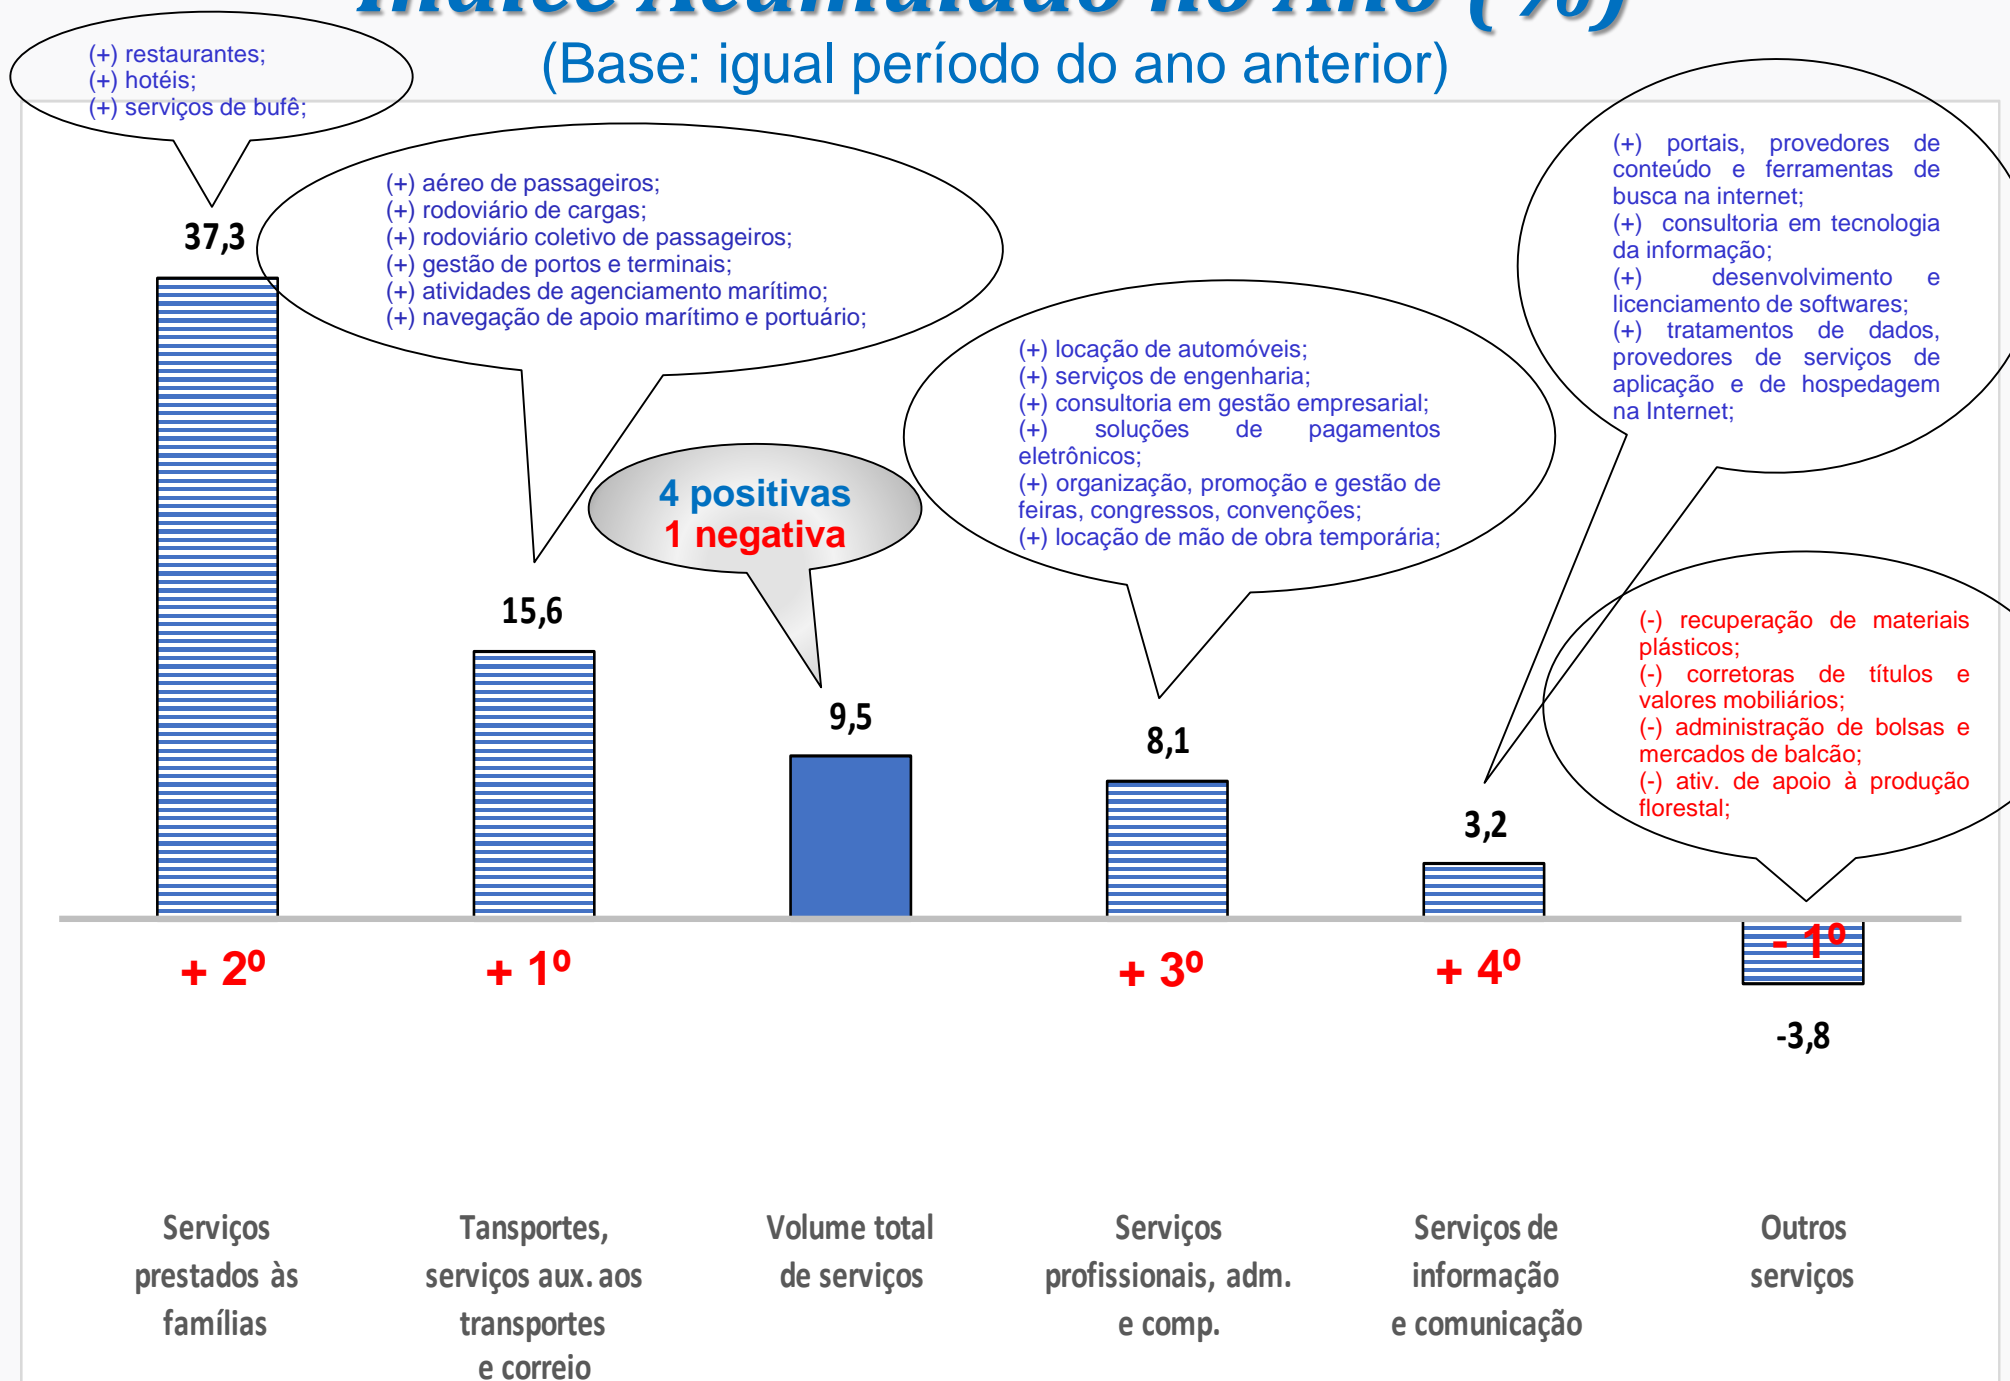 Índice Acumulado no Ano (%)
(Base: igual período do ano anterior)
(+) restaurantes;
(+) hotéis;
(+) serviços de bufê;
(+) aéreo de passageiros;
(+) rodoviário de cargas;
(+) rodoviário coletivo de passageiros;
(+) gestão de portos e terminais;
(+) atividades de agenciamento marítimo;
(+) navegação de apoio marítimo e portuário;
4 positivas
1 negativa
(+) locação de automóveis;
(+) serviços de engenharia;
(+) consultoria em gestão empresarial;
(+) soluções de pagamentos
eletrônicos;
(+) organização, promoção e gestão de
feiras, congressos, convenções;
(+) locação de mão de obra temporária;
(+) portais, provedores de
conteúdo e ferramentas de
busca na internet;
(+) consultoria em tecnologia
da informação;
(+) desenvolvimento e
licenciamento de softwares;
(+) tratamentos de dados,
provedores de serviços de
aplicação e de hospedagem
na Internet;
(-) recuperação de materiais
plásticos;
(-) corretoras de títulos e
valores mobiliários;
(-) administração de bolsas e
mercados de balcão;
(-) ativ. de apoio à produção
florestal;
37,3
15,6
9,5
8,1
3,2
-3,8
+ 2º
+ 1º
+ 3º
+ 4º
- 1º
Serviços
prestados às
famílias
Tansportes,
serviços aux. aos
transportes
e correio
Volume total
de serviços
Serviços
profissionais, adm.
e comp.
Serviços de
informação
e comunicação
Outros
serviços